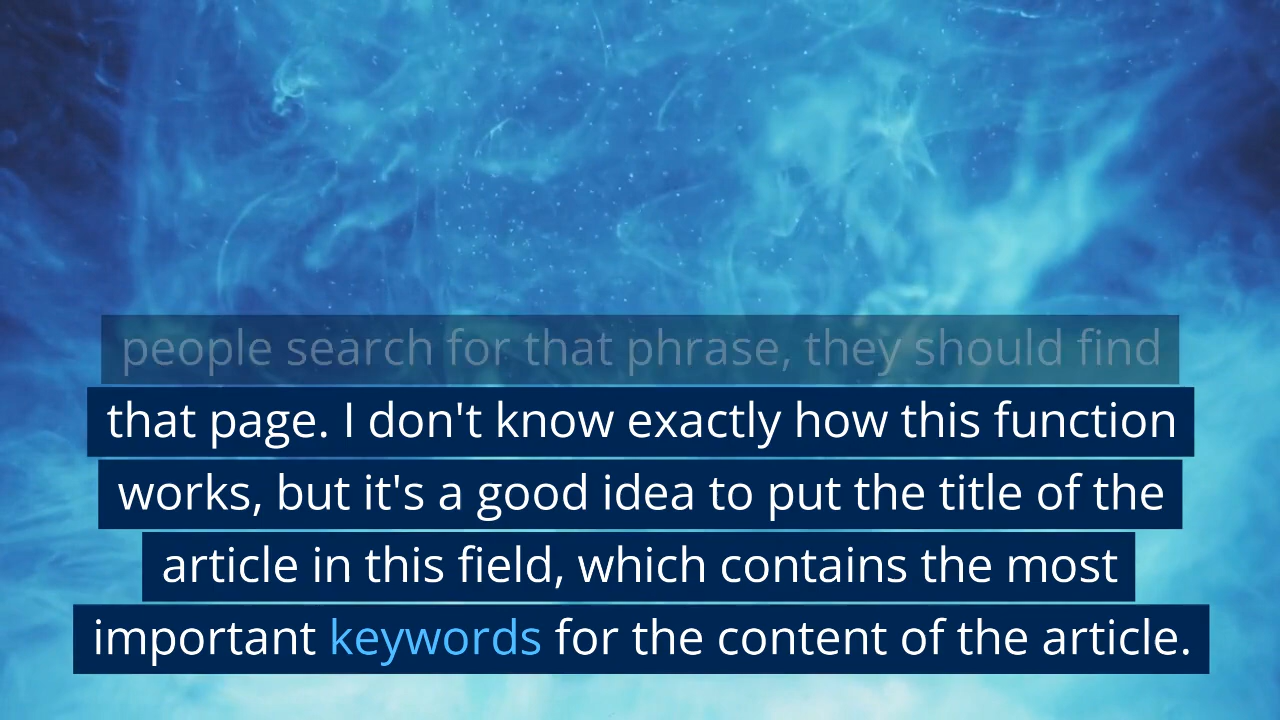 people search for that phrase, they should find
that page. I don't know exactly how this function
works, but it's a good idea to put the title of the
article in this field, which contains the most
important keywords for the content of the article.